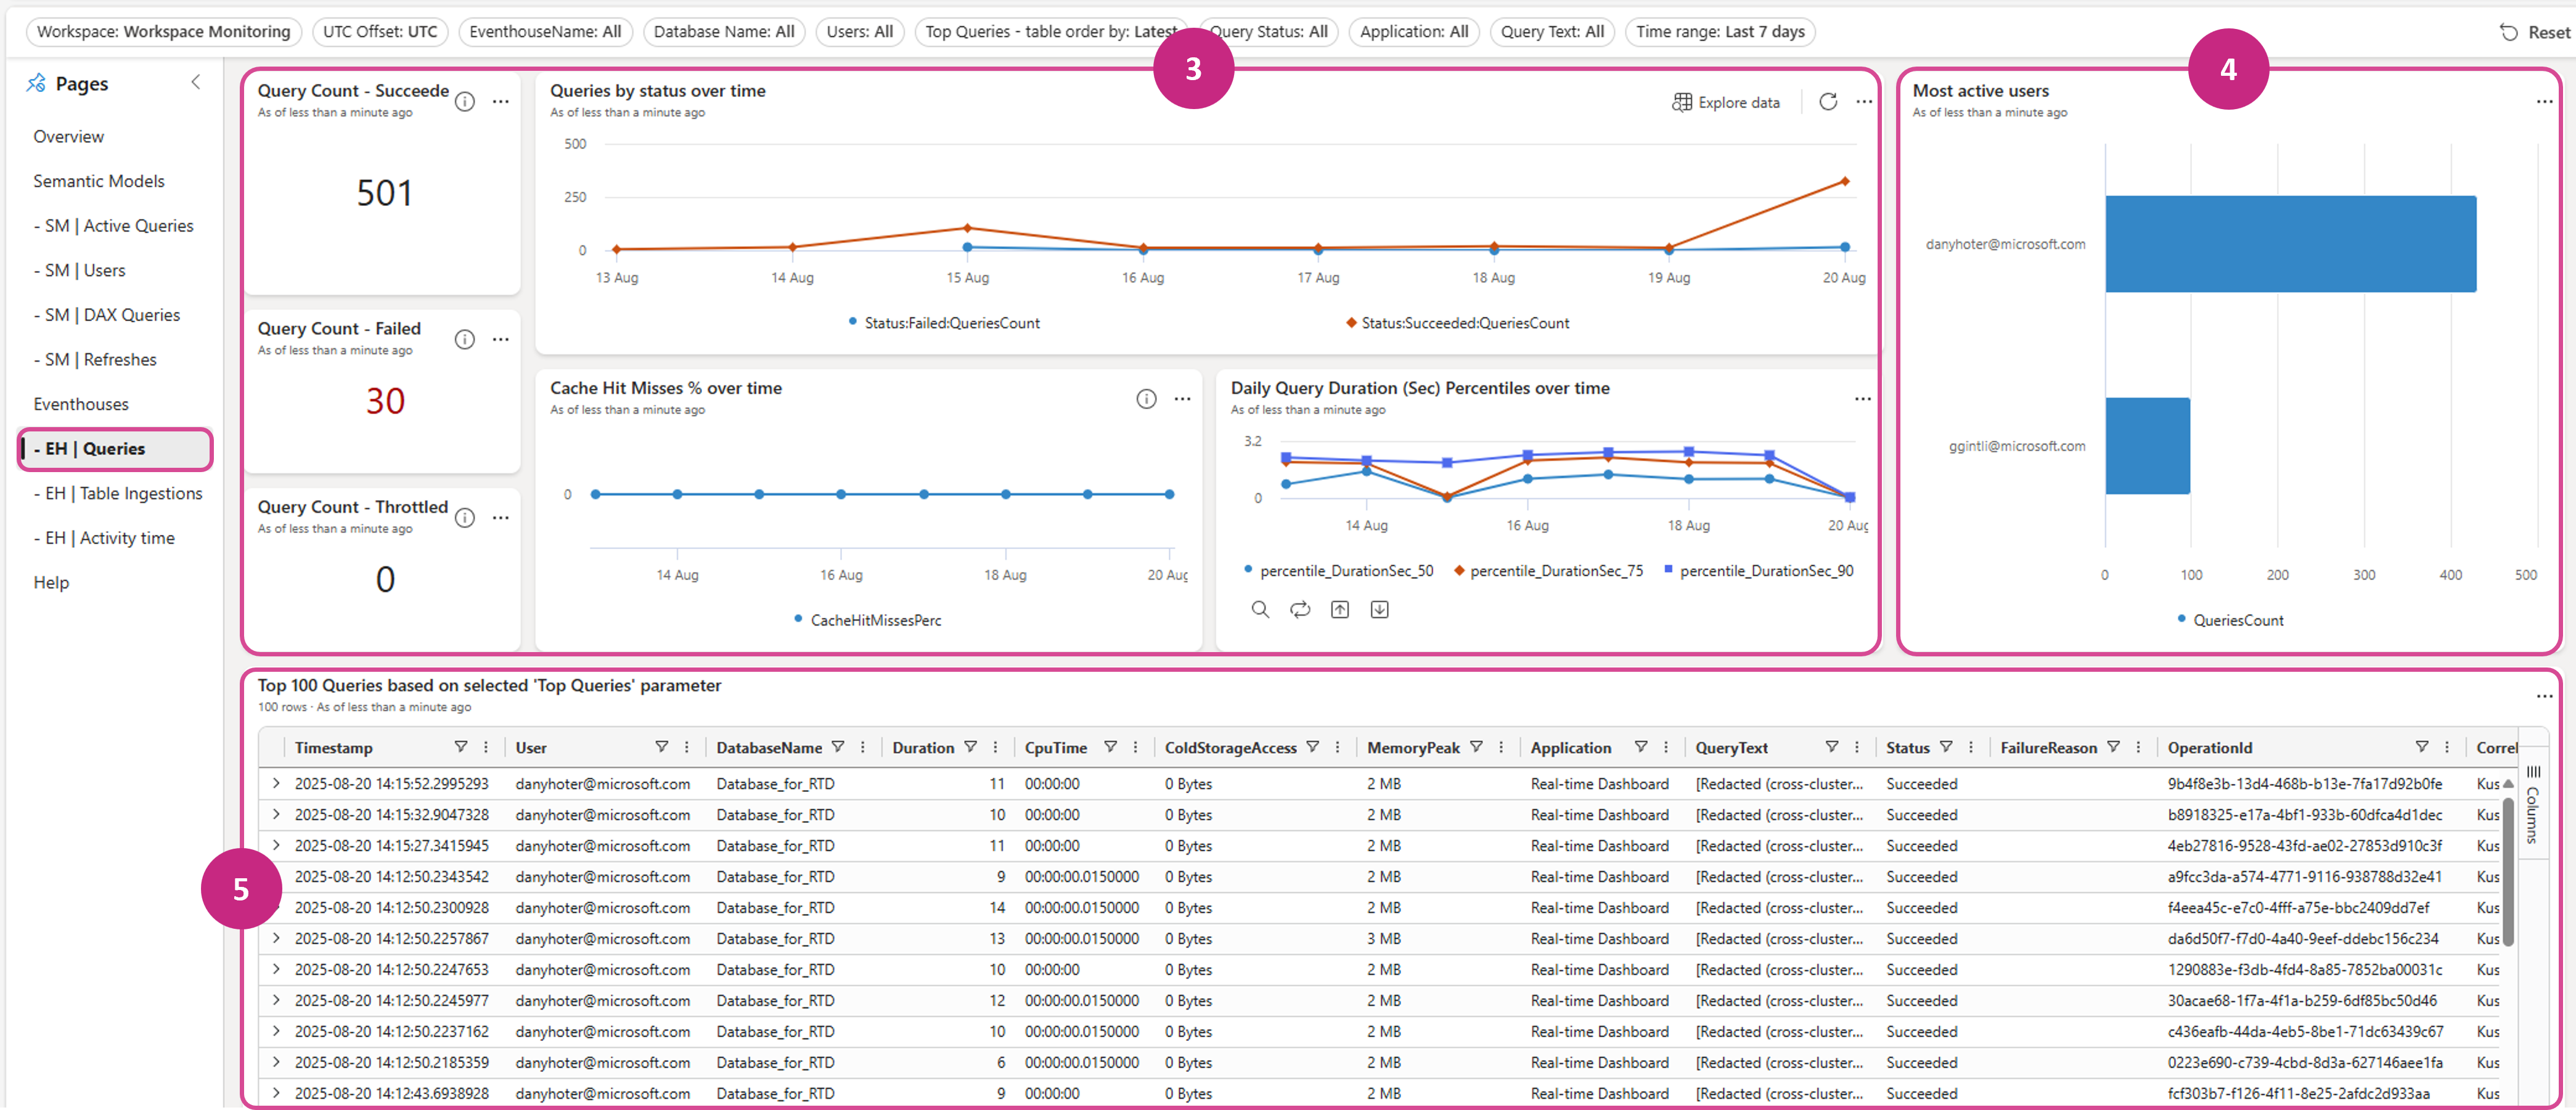 Workspace: Workspace Monitoring UTC Offset: UTC EventhouseName: All Database Name: All Users: All Top Queries - table order by: Latest Query Status: All Application: All Query Text: All Time range: Last 7 days Reset
Pages
Overview
Semantic Models
- SM | Active Queries
- SM | Users
- SM | DAX Queries
- SM | Refreshes
Eventhouses
- EH | Queries
- EH | Table Ingestions
- EH | Activity time
Help
3
Query Count - Succeede
As of less than a minute ago
501
Query Count - Failed
As of less than a minute ago
30
Query Count - Throttled
As of less than a minute ago
0
Queries by status over time
As of less than a minute ago
Explore data
500
250
0
13 Aug 14 Aug 15 Aug 16 Aug 17 Aug 18 Aug 19 Aug 20 Aug
Status:Failed:QueriesCount Status:Succeeded:QueriesCount
Cache Hit Misses % over time
As of less than a minute ago
0
14 Aug 16 Aug 18 Aug 20 Aug
CacheHitMissesPerc
Daily Query Duration (Sec) Percentiles over time
As of less than a minute ago
3.2
0
14 Aug 16 Aug 18 Aug 20 Aug
percentile_DurationSec_50 percentile_DurationSec_75 percentile_DurationSec_90
4
Most active users
As of less than a minute ago
danyhoter@microsoft.com
ggintli@microsoft.com
0 100 200 300 400 500
QueriesCount
5
Top 100 Queries based on selected 'Top Queries' parameter
100 rows · As of less than a minute ago
Timestamp User DatabaseName Duration CpuTime ColdStorageAccess MemoryPeak Application QueryText Status FailureReason OperationId Correl
2025-08-20 14:15:52.2995293 danyhoter@microsoft.com Database_for_RTD 11 00:00:00 0 Bytes 2 MB Real-time Dashboard [Redacted (cross-cluster... Succeeded 9b4f8e3b-13d4-468b-b13e-7fa17d92b0fe Kus
2025-08-20 14:15:32.9047328 danyhoter@microsoft.com Database_for_RTD 10 00:00:00 0 Bytes 2 MB Real-time Dashboard [Redacted (cross-cluster... Succeeded b8918325-e17a-4bf1-933b-60dfca4d1dec Kus
2025-08-20 14:15:27.3415945 danyhoter@microsoft.com Database_for_RTD 11 00:00:00 0 Bytes 2 MB Real-time Dashboard [Redacted (cross-cluster... Succeeded 4eb27816-9528-43fd-ae02-27853d910c3f Kus
2025-08-20 14:12:50.2343542 danyhoter@microsoft.com Database_for_RTD 9 00:00:00.0150000 0 Bytes 2 MB Real-time Dashboard [Redacted (cross-cluster... Succeeded a9fcc3da-a574-4771-9116-938788d32e41 Kus
2025-08-20 14:12:50.2300928 danyhoter@microsoft.com Database_for_RTD 14 00:00:00.0150000 0 Bytes 2 MB Real-time Dashboard [Redacted (cross-cluster... Succeeded f4eea45c-e7c0-4fff-a75e-bbc2409dd7ef Kus
2025-08-20 14:12:50.2257867 danyhoter@microsoft.com Database_for_RTD 13 00:00:00.0150000 0 Bytes 3 MB Real-time Dashboard [Redacted (cross-cluster... Succeeded da6d50f7-f7d0-4a40-9eef-ddebc156c234 Kus
2025-08-20 14:12:50.2247653 danyhoter@microsoft.com Database_for_RTD 10 00:00:00 0 Bytes 2 MB Real-time Dashboard [Redacted (cross-cluster... Succeeded 1290883e-f3db-4fd4-8a85-7852ba00031c Kus
2025-08-20 14:12:50.2245977 danyhoter@microsoft.com Database_for_RTD 12 00:00:00.0150000 0 Bytes 2 MB Real-time Dashboard [Redacted (cross-cluster... Succeeded 30acae68-1f7a-4f1a-b259-6df85bc50d46 Kus
2025-08-20 14:12:50.2237162 danyhoter@microsoft.com Database_for_RTD 10 00:00:00.0150000 0 Bytes 2 MB Real-time Dashboard [Redacted (cross-cluster... Succeeded c436eafb-44da-4eb5-8be1-71dc63439c67 Kus
2025-08-20 14:12:50.2185359 danyhoter@microsoft.com Database_for_RTD 6 00:00:00.0150000 0 Bytes 2 MB Real-time Dashboard [Redacted (cross-cluster... Succeeded 0223e690-c739-4cbd-8d3a-627146aee1fa Kus
2025-08-20 14:12:43.6938928 danyhoter@microsoft.com Database_for_RTD 9 00:00:00 0 Bytes 2 MB Real-time Dashboard [Redacted (cross-cluster... Succeeded fcf303b7-f126-4f11-8e25-2afdc2d933aa Kus
Columns